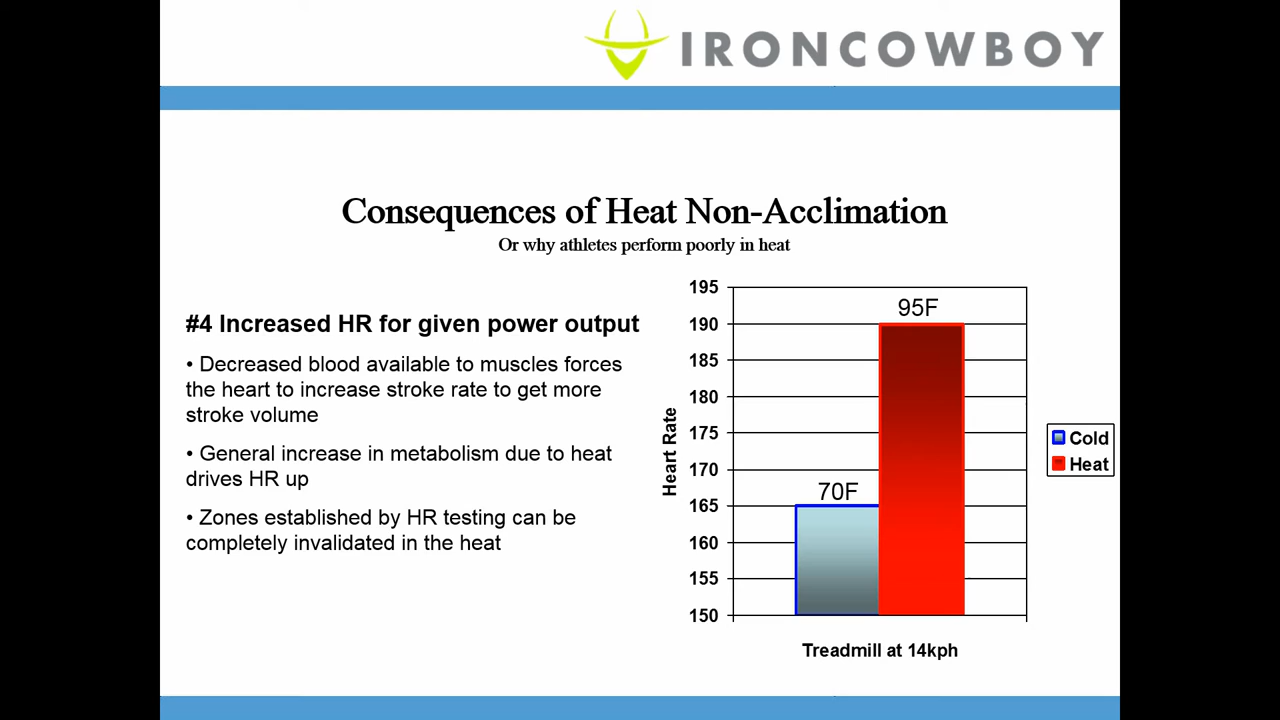 IRONCOWBOY
Consequences of Heat Non-Acclimation
Or why athletes perform poorly in heat
#4 Increased HR for given power output
• Decreased blood available to muscles forces
the heart to increase stroke rate to get more
stroke volume
• General increase in metabolism due to heat
drives HR up
• Zones established by HR testing can be
completely invalidated in the heat
Heart Rate
195
190
185
180
175
170
165
160
155
150
95F
70F
Treadmill at 14kph
Cold
Heat